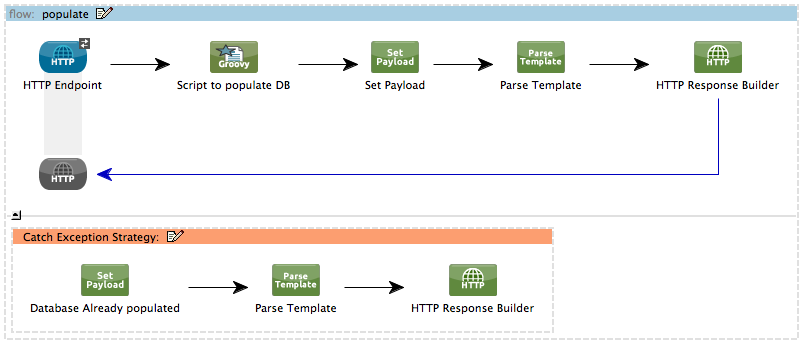 flow: populate
HTTP
HTTP Endpoint
Groovy
Script to populate DB
Set
Payload
Set Payload
Parse
Template
Parse Template
HTTP
HTTP Response Builder
HTTP
Catch Exception Strategy:
Set
Payload
Database Already populated
Parse
Template
Parse Template
HTTP
HTTP Response Builder